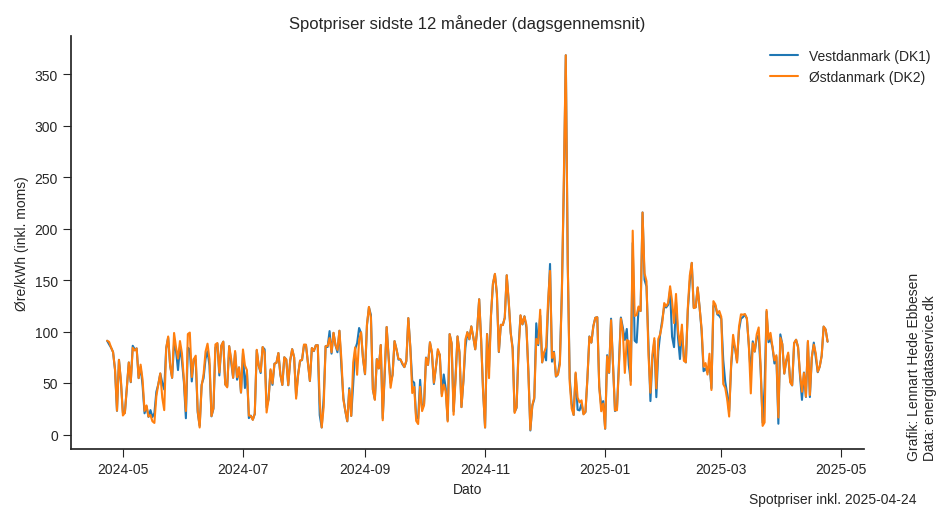 Spotpriser sidste 12 måneder (dagsgennemsnit)
Vestdanmark (DK1)
Østdanmark (DK2)
Øre/kWh (inkl. moms)
350
300
250
200
150
100
50
0
2024-05
2024-07
2024-09
2024-11
2025-01
2025-03
2025-05
Dato
Grafik: Lennart Hede Ebbesen
Data: energidataservice.dk
Spotpriser inkl. 2025-04-24